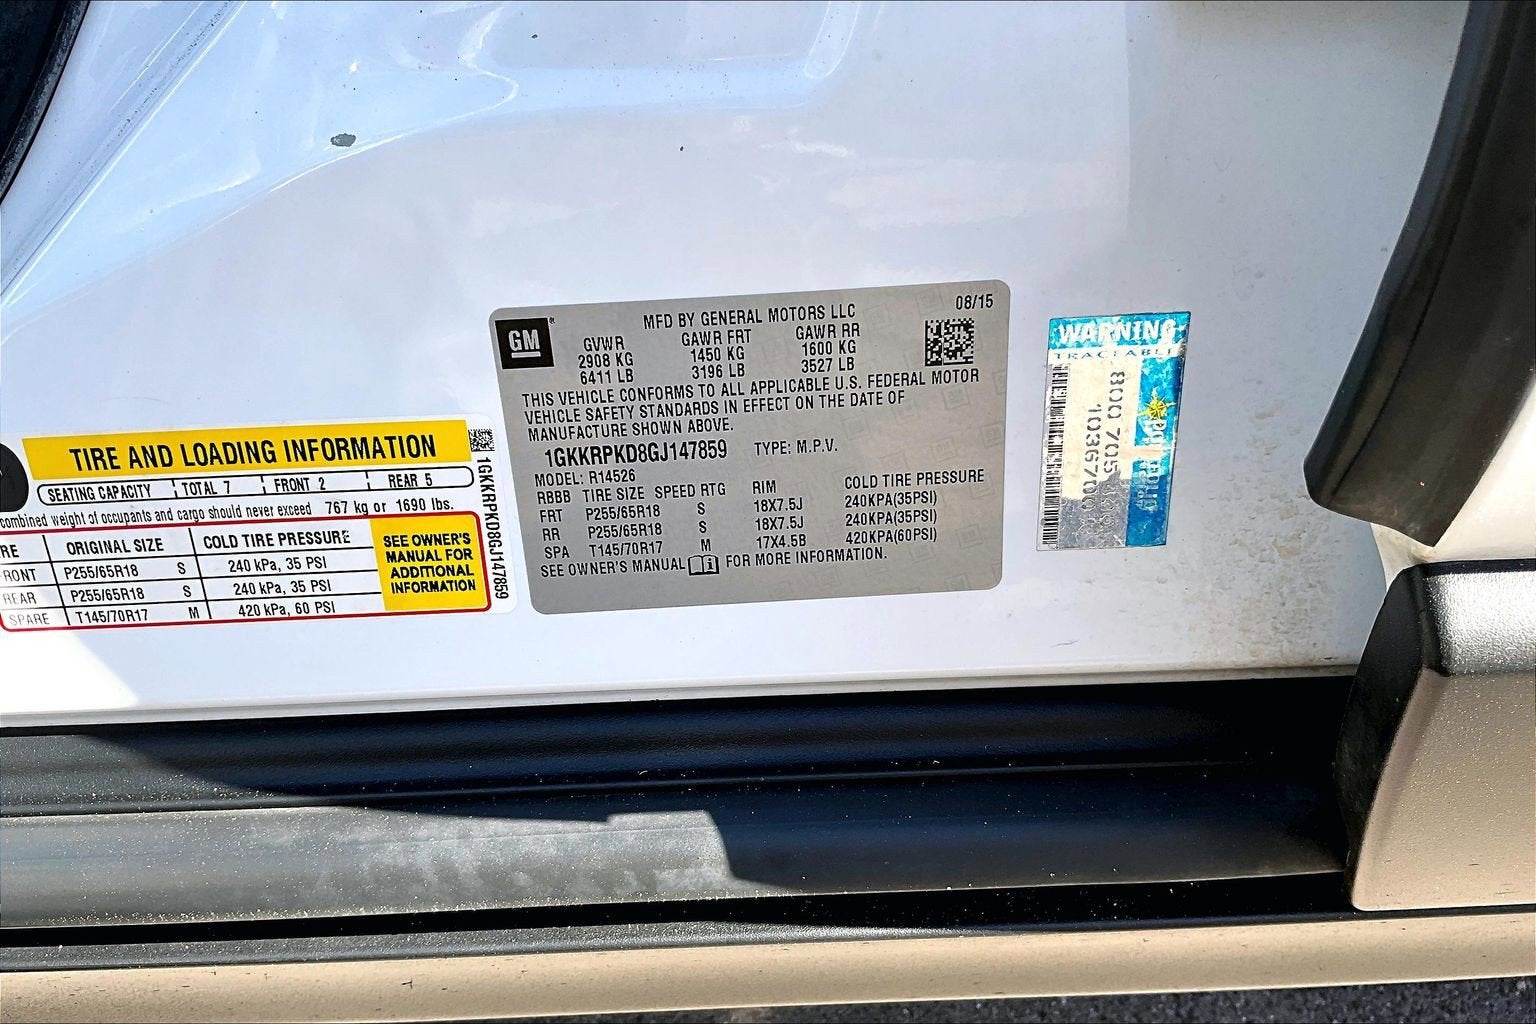 TIRE AND LOADING INFORMATION
SEATING CAPACITY TOTAL 7 FRONT 2 REAR 5
combined weight of occupants and cargo should never exceed 767 kg or 1690 lbs.
ORIGINAL SIZE COLD TIRE PRESSURE
FRONT P255/65R18 S 240 kPa, 35 PSI
REAR P255/65R18 S 240 kPa, 35 PSI
SPARE T145/70R17 M 420 kPa, 60 PSI
SEE OWNER'S
MANUAL FOR
ADDITIONAL
INFORMATION
1GKKRPKD8GJ147859
GM
MFD BY GENERAL MOTORS LLC 08/15
GVWR GAWR FRT GAWR RR
2908 KG 1450 KG 1600 KG
6411 LB 3196 LB 3527 LB
THIS VEHICLE CONFORMS TO ALL APPLICABLE U.S. FEDERAL MOTOR
VEHICLE SAFETY STANDARDS IN EFFECT ON THE DATE OF
MANUFACTURE SHOWN ABOVE.
1GKKRPKD8GJ147859 TYPE: M.P.V.
MODEL: R14526
RBBB TIRE SIZE SPEED RTG RIM COLD TIRE PRESSURE
FRT P255/65R18 S 18X7.5J 240KPA(35PSI)
RR P255/65R18 S 18X7.5J 240KPA(35PSI)
SPA T145/70R17 M 17X4.5B 420KPA(60PSI)
SEE OWNER'S MANUAL FOR MORE INFORMATION.
WARNING
TRACEABLE
800 705